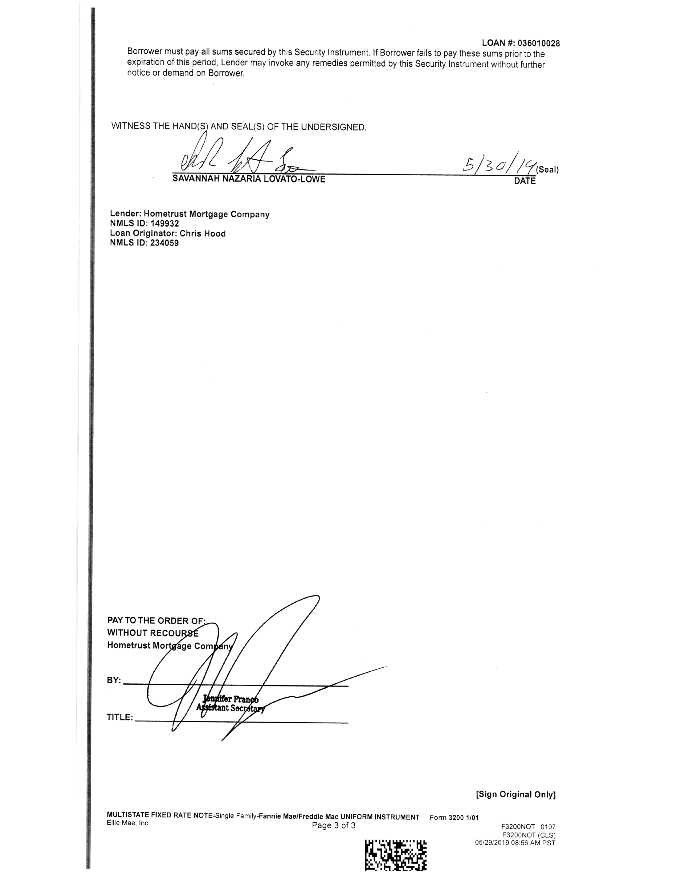 LOAN #: 036010028
Borrower must pay all sums secured by this Security Instrument. If Borrower fails to pay these sums prior to the
expiration of this period, Lender may invoke any remedies permitted by this Security Instrument without further
notice or demand on Borrower.
WITNESS THE HAND(S) AND SEAL(S) OF THE UNDERSIGNED.
5/30/19 (Seal)
SAVANNAH NAZARIA LOVATO-LOWE DATE
Lender: Hometrust Mortgage Company
NMLS ID: 149932
Loan Originator: Chris Hood
NMLS ID: 234059
PAY TO THE ORDER OF:
WITHOUT RECOURSE
Hometrust Mortgage Company
BY:
Jennifer Franco
Assistant Secretary
TITLE:
[Sign Original Only]
MULTISTATE FIXED RATE NOTE-Single Family-Fannie Mae/Freddie Mac UNIFORM INSTRUMENT Form 3200 1/01
Ellie Mae, Inc. Page 3 of 3 F3200NOT 0107
F3200NOT (CLS)
05/29/2019 08:56 AM PST